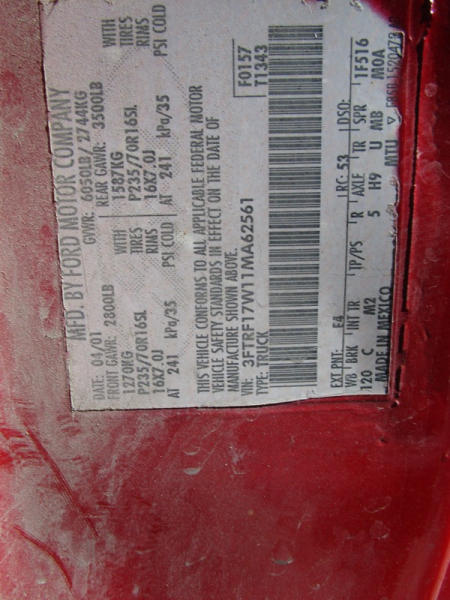 MFD. BY FORD MOTOR COMPANY
DATE: 04/01 GVWR: 6050LB/ 2744KG
FRONT GAWR: 2800LB REAR GAWR: 3500LB
1270KG WITH 1587KG WITH
P235/70R16SL TIRES P235/70R16SL TIRES
16X7.0J RIMS 16X7.0J RIMS
AT 241 kPa/35 PSI COLD AT 241 kPa/35 PSI COLD
THIS VEHICLE CONFORMS TO ALL APPLICABLE FEDERAL MOTOR
VEHICLE SAFETY STANDARDS IN EFFECT ON THE DATE OF
MANUFACTURE SHOWN ABOVE.
VIN: 3FTRF17W11MA62561 F0157
TYPE: TRUCK T1343
EXT PNT: E4 RC: 53 DSO:
WB BRK INT TR TP/PS R AXLE TR SPR 1F516
120 C M2 5 H9 U MB M0A
MADE IN MEXICO MTU